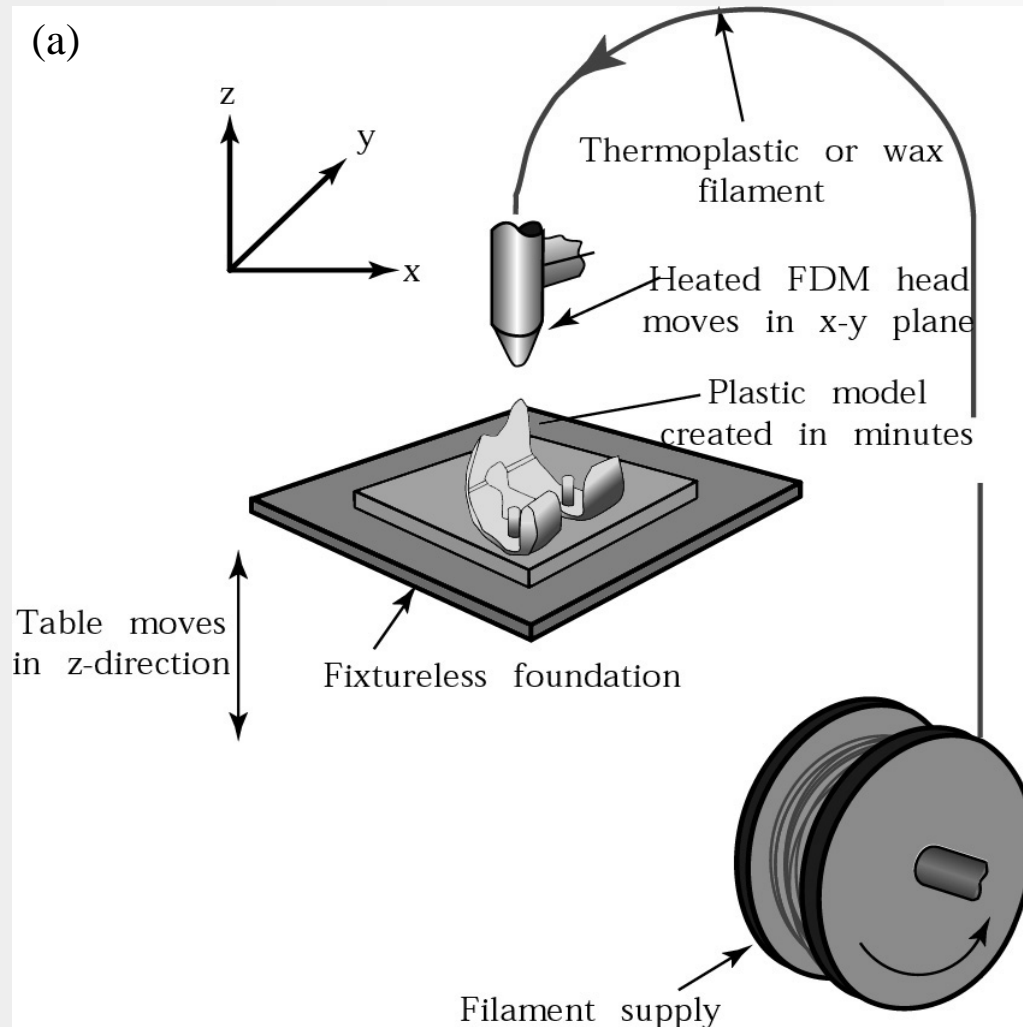 (a)
z
y
x
Thermoplastic or wax
filament
Heated FDM head
moves in x-y plane
Plastic model
created in minutes
Table moves
in z-direction
Fixtureless foundation
Filament supply